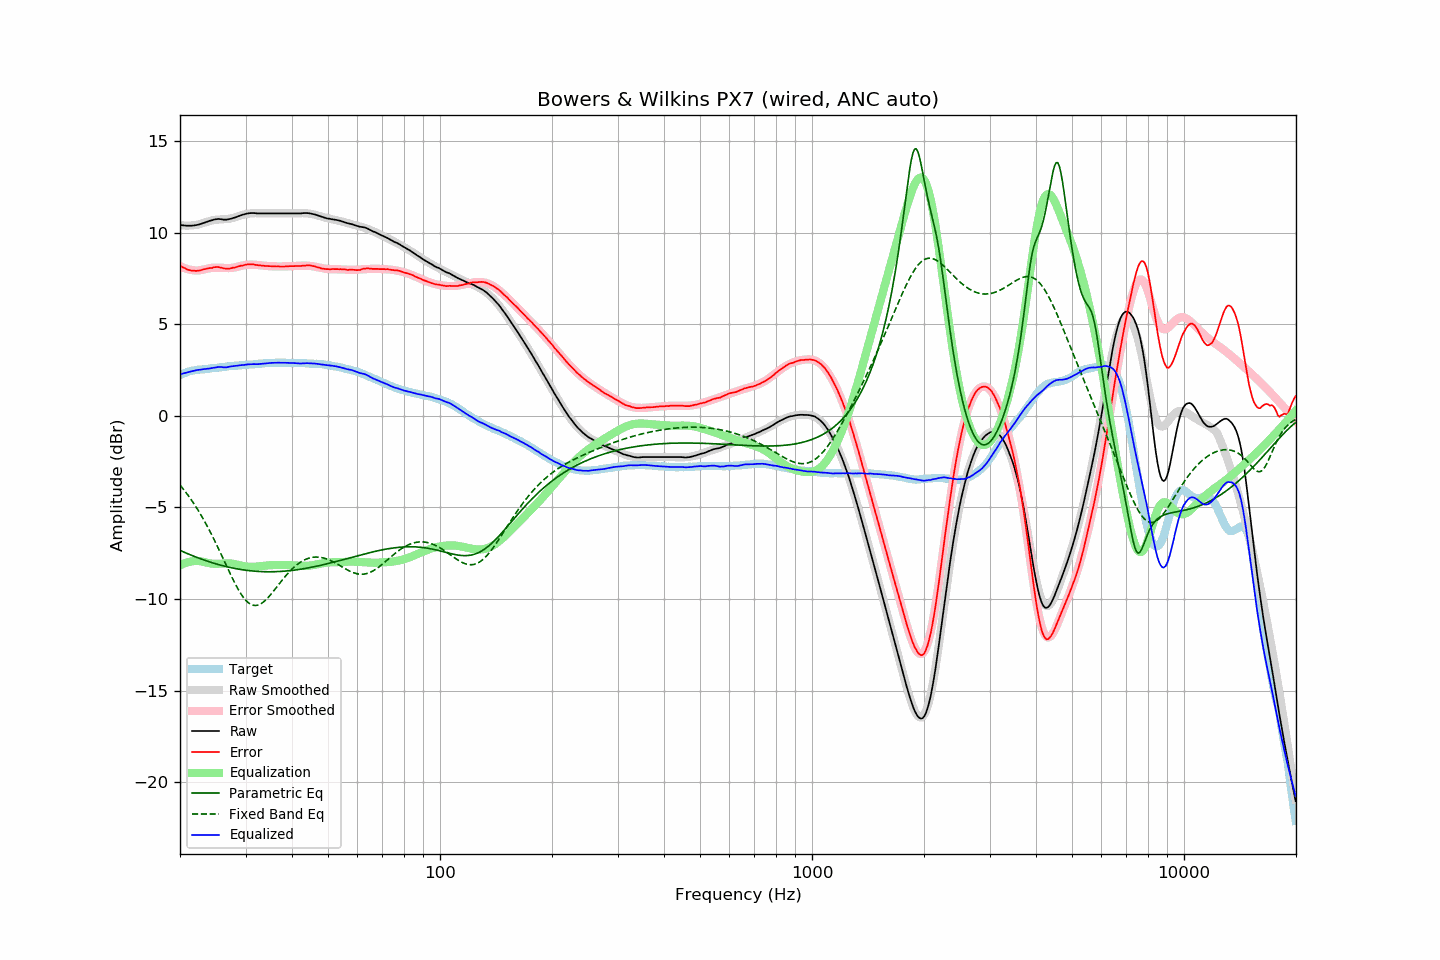 Bowers & Wilkins PX7 (wired, ANC auto)
15
10
5
0
−5
−10
−15
−20
Amplitude (dBr)
Target
Raw Smoothed
Error Smoothed
Raw
Error
Equalization
Parametric Eq
Fixed Band Eq
Equalized
100 1000 10000
Frequency (Hz)